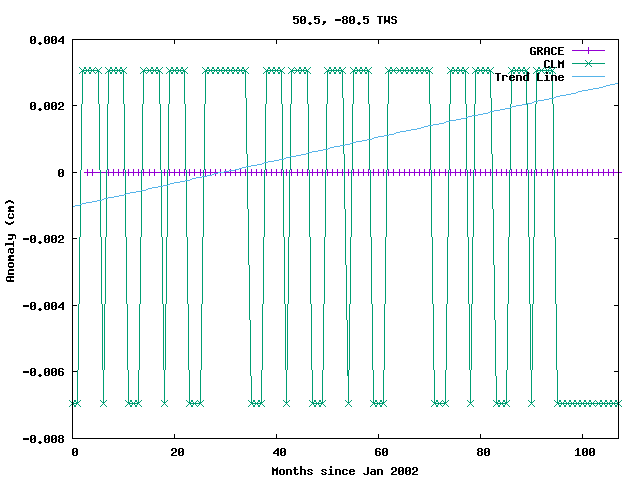 50.5, -80.5 TWS
0.004
0.002
0
-0.002
-0.004
-0.006
-0.008
Anomaly (cm)
GRACE
CLM
Trend Line
0 20 40 60 80 100
Months since Jan 2002